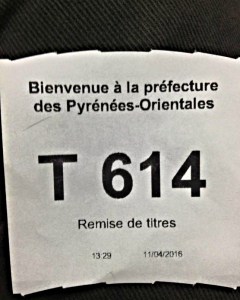 Bienvenue à la préfecture
des Pyrénées-Orientales
T 614
Remise de titres
13:29 11/04/2016